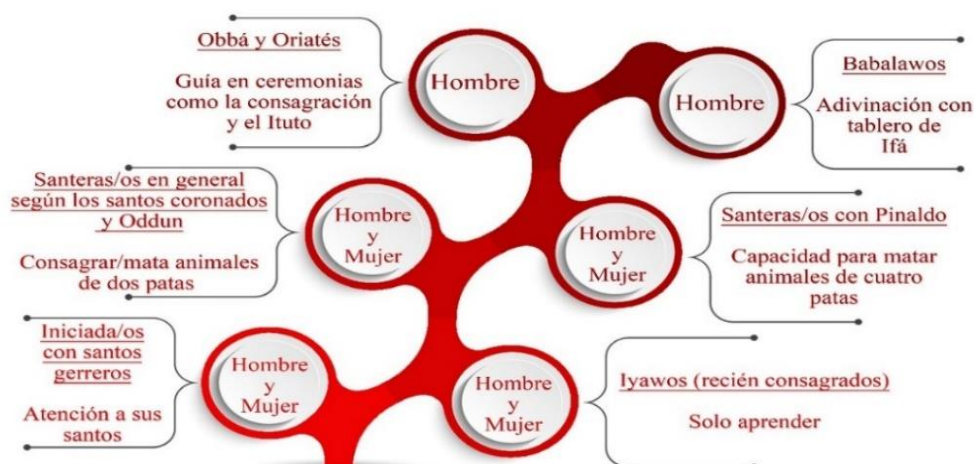 Obbá y Oriatés
Guía en ceremonias
como la consagración
y el Ituto
Hombre
Hombre
Babalawos
Adivinación con
tablero de
Ifá
Santeras/os en general
según los santos coronados
y Oddun
Consagrar/mata animales
de dos patas
Hombre
y
Mujer
Hombre
y
Mujer
Santeras/os con Pinaldo
Capacidad para matar
animales de cuatro
patas
Iniciada/os
con santos
gerreros
Atención a sus
santos
Hombre
y
Mujer
Hombre
y
Mujer
Iyawos (recién consagrados)
Solo aprender